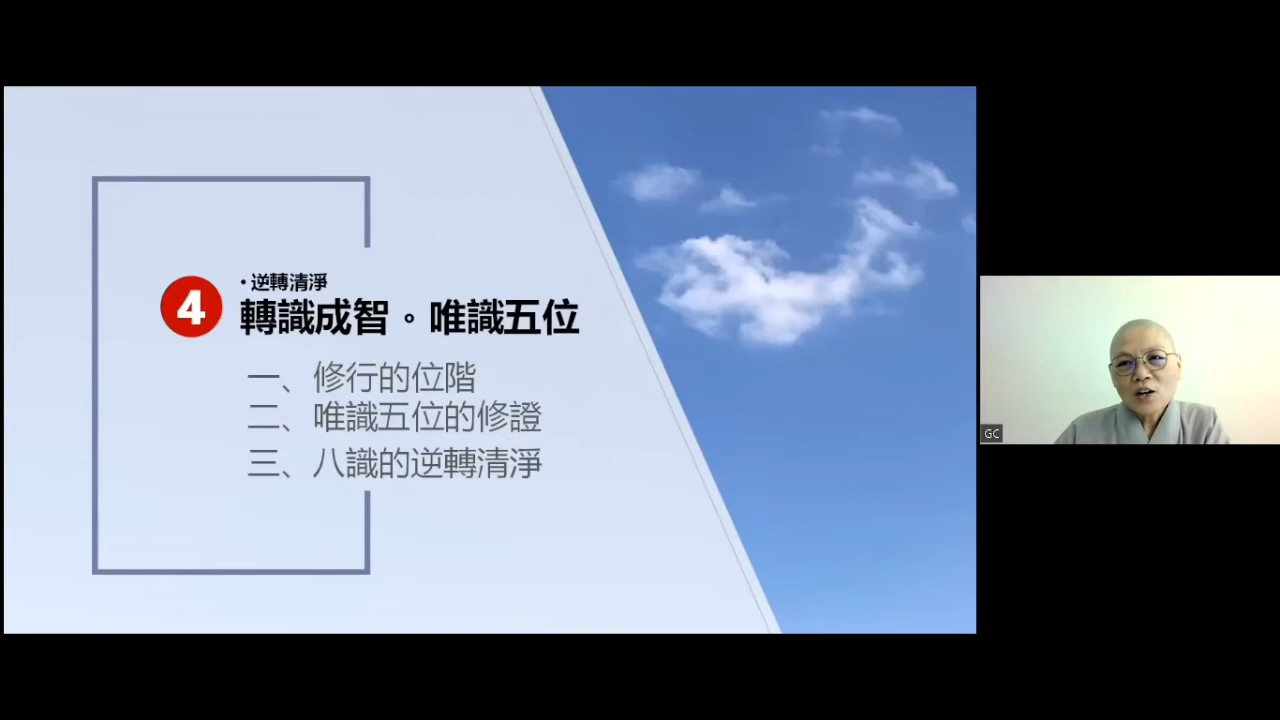 •逆轉清淨
4
轉識成智。唯識五位
一、修行的位階
二、唯識五位的修證
三、八識的逆轉清淨
GC